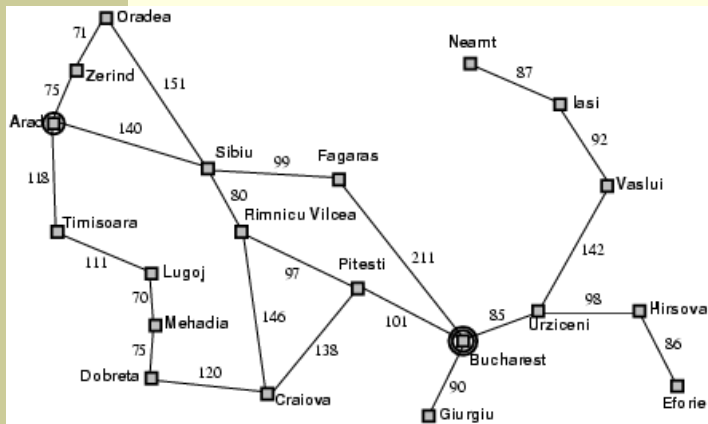 71
Oradea
Neamt
Zerind
87
75
151
Iasi
Arad
140
92
Sibiu
99
Fagaras
118
80
Vaslui
Timisoara
Rimnicu Vilcea
111
Lugoj
97
Pitesti
211
142
70
98
Hirsova
146
101
85
Urziceni
Mehadia
75
138
86
Bucharest
Dobreta
120
90
Craiova
Giurgiu
Eforie